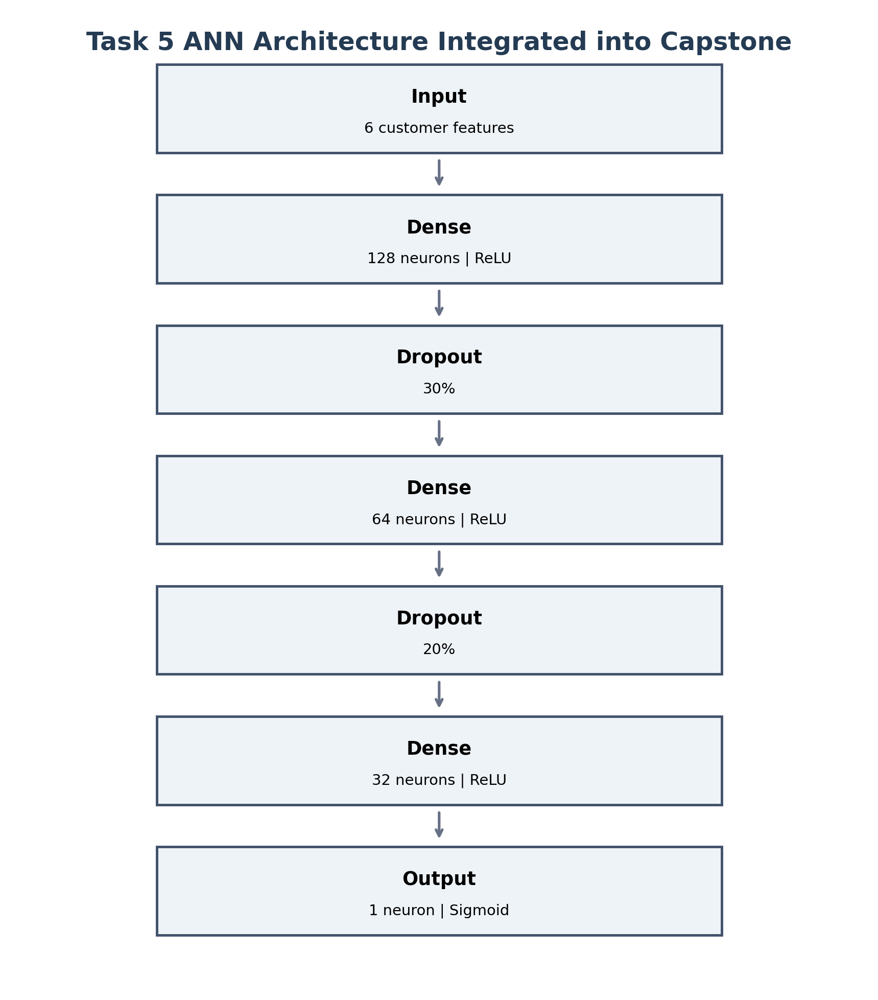 Task 5 ANN Architecture Integrated into Capstone
Input
6 customer features
Dense
128 neurons | ReLU
Dropout
30%
Dense
64 neurons | ReLU
Dropout
20%
Dense
32 neurons | ReLU
Output
1 neuron | Sigmoid